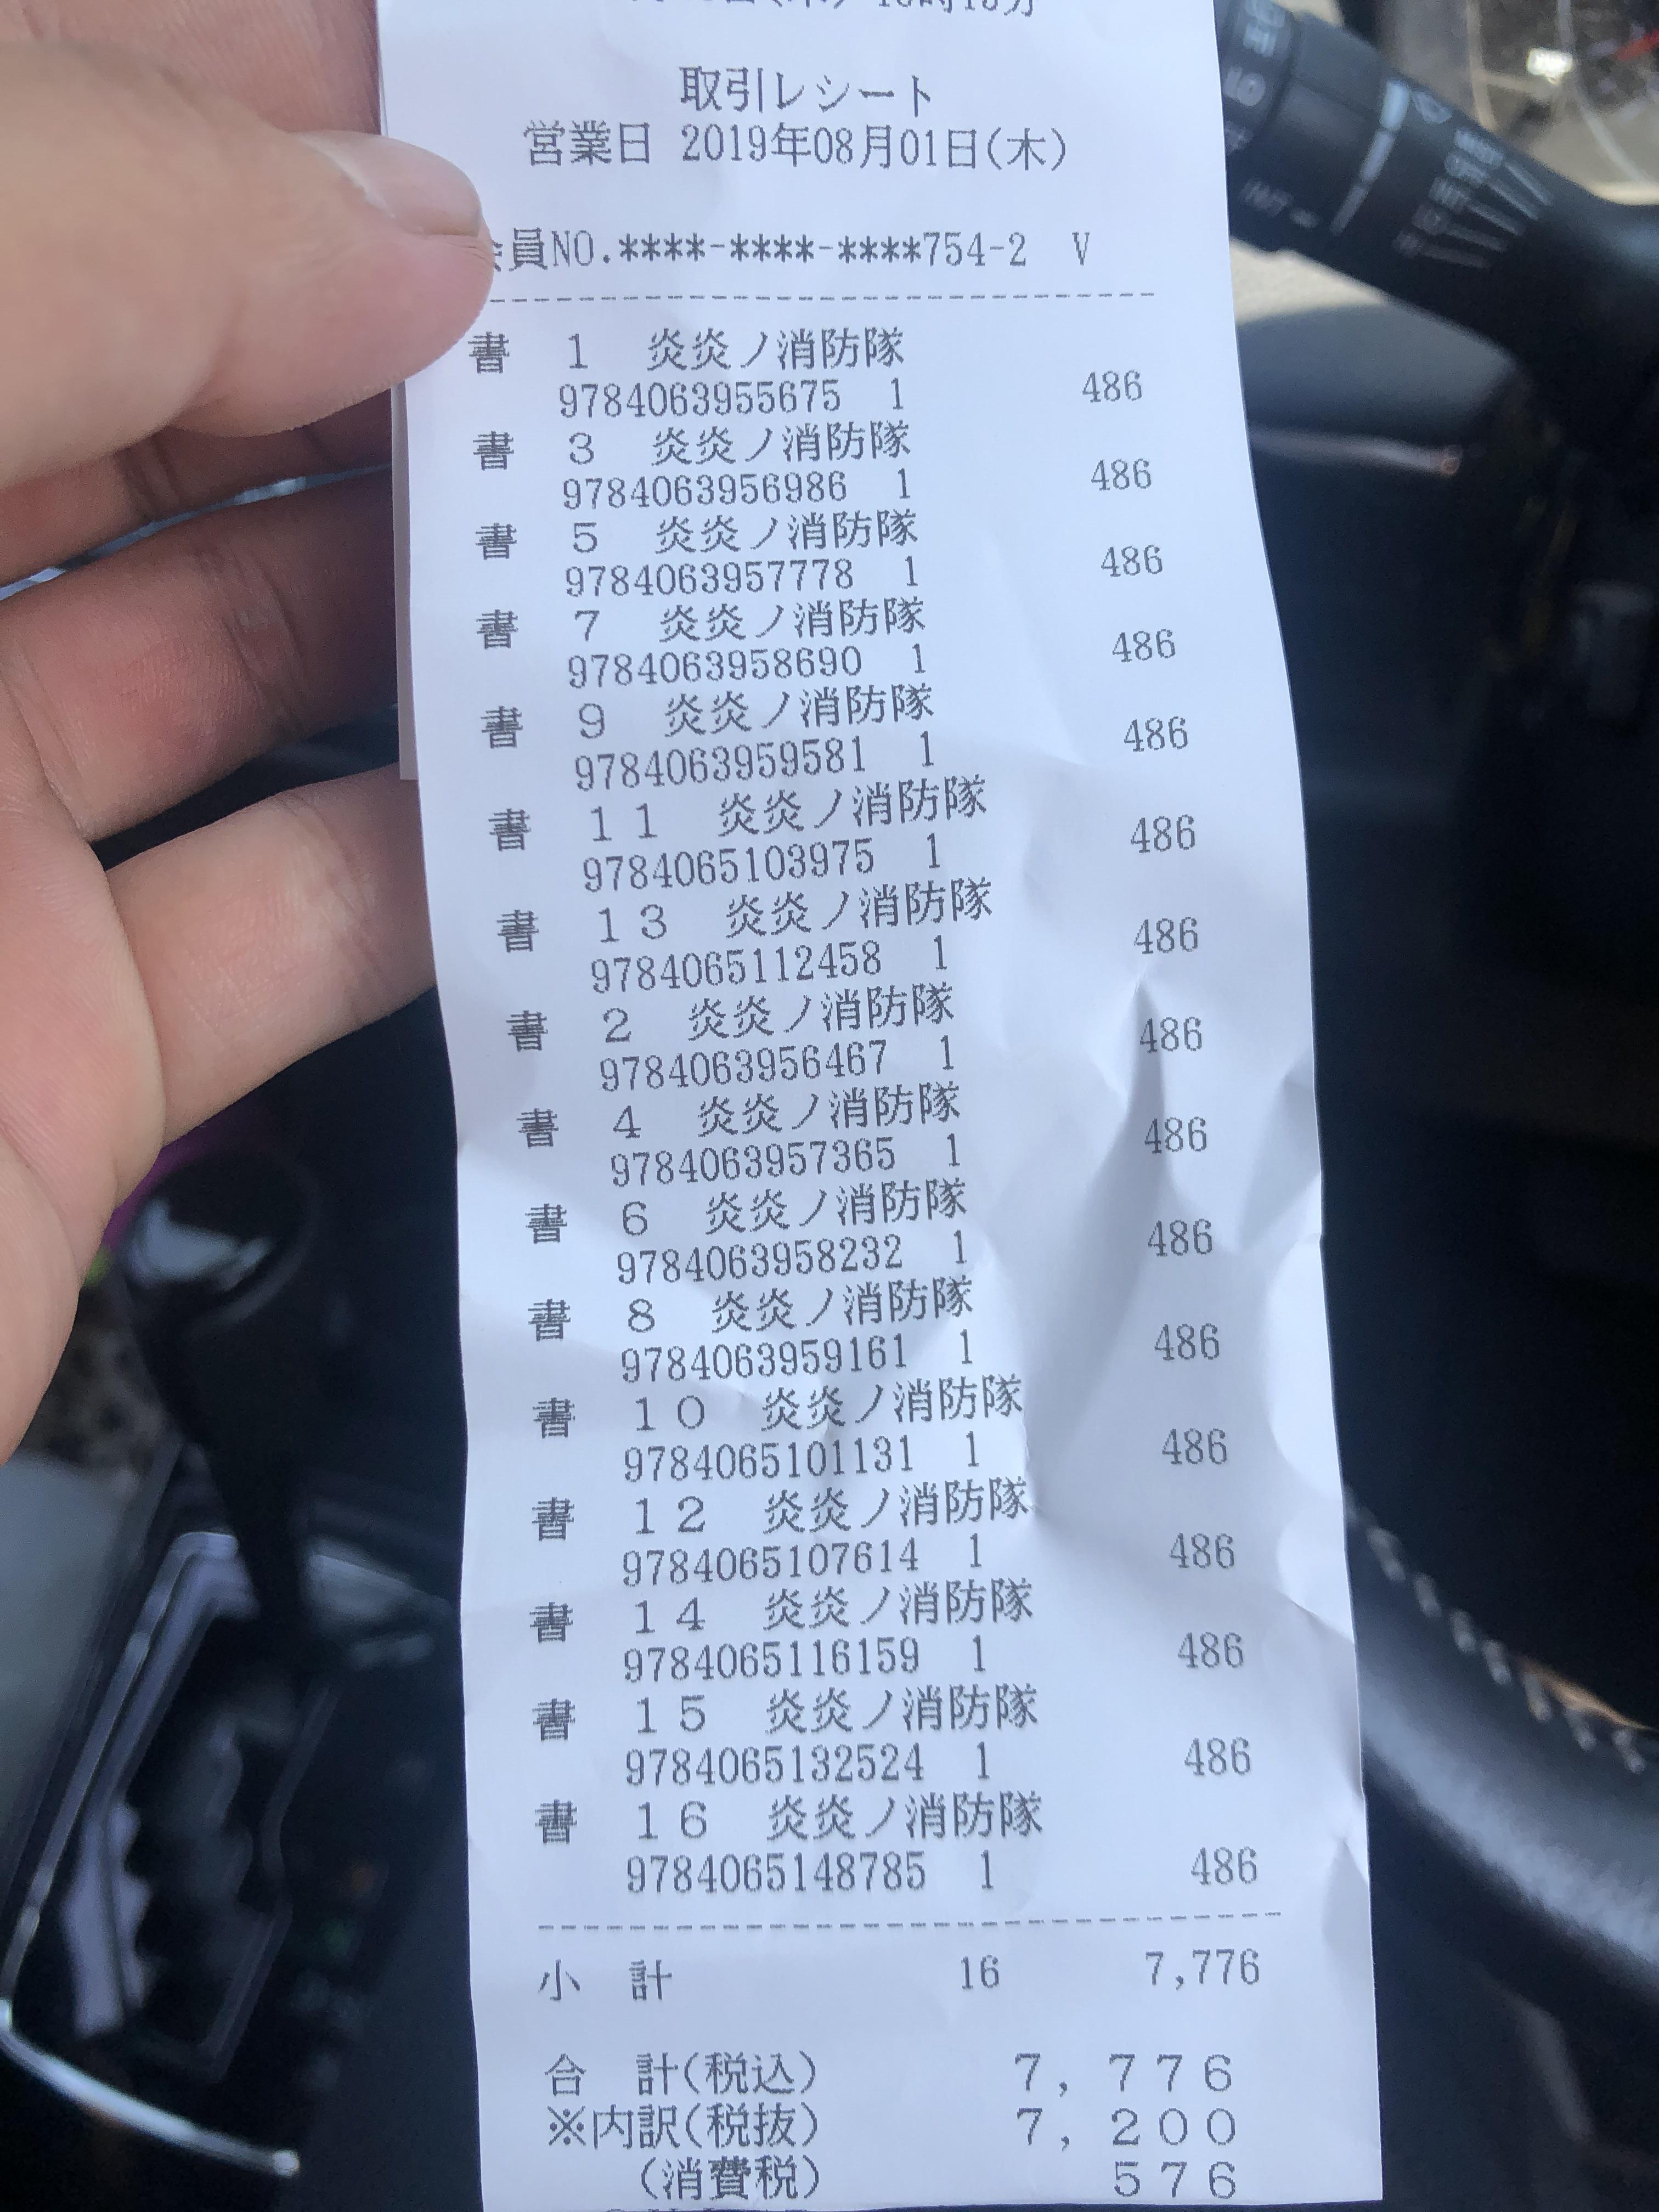 取引レシート
営業日 2019年08月01日(木)
員NO.****-****-****754-2 V
書 1 炎炎ノ消防隊
9784063955675 1 486
書 3 炎炎ノ消防隊
9784063956986 1 486
書 5 炎炎ノ消防隊
9784063957778 1 486
書 7 炎炎ノ消防隊
9784063958690 1 486
書 9 炎炎ノ消防隊
9784063959581 1 486
書 11 炎炎ノ消防隊
9784065103975 1 486
書 13 炎炎ノ消防隊
9784065112458 1 486
書 2 炎炎ノ消防隊
9784063956467 1 486
書 4 炎炎ノ消防隊
9784063957365 1 486
書 6 炎炎ノ消防隊
9784063958232 1 486
書 8 炎炎ノ消防隊
9784063959161 1 486
書 10 炎炎ノ消防隊
9784065101131 1 486
書 12 炎炎ノ消防隊
9784065107614 1 486
書 14 炎炎ノ消防隊
9784065116159 1 486
書 15 炎炎ノ消防隊
9784065132524 1 486
書 16 炎炎ノ消防隊
9784065148785 1 486
小 計 16 7,776
合 計(税込) 7,776
※内訳(税抜) 7,200
(消費税) 576